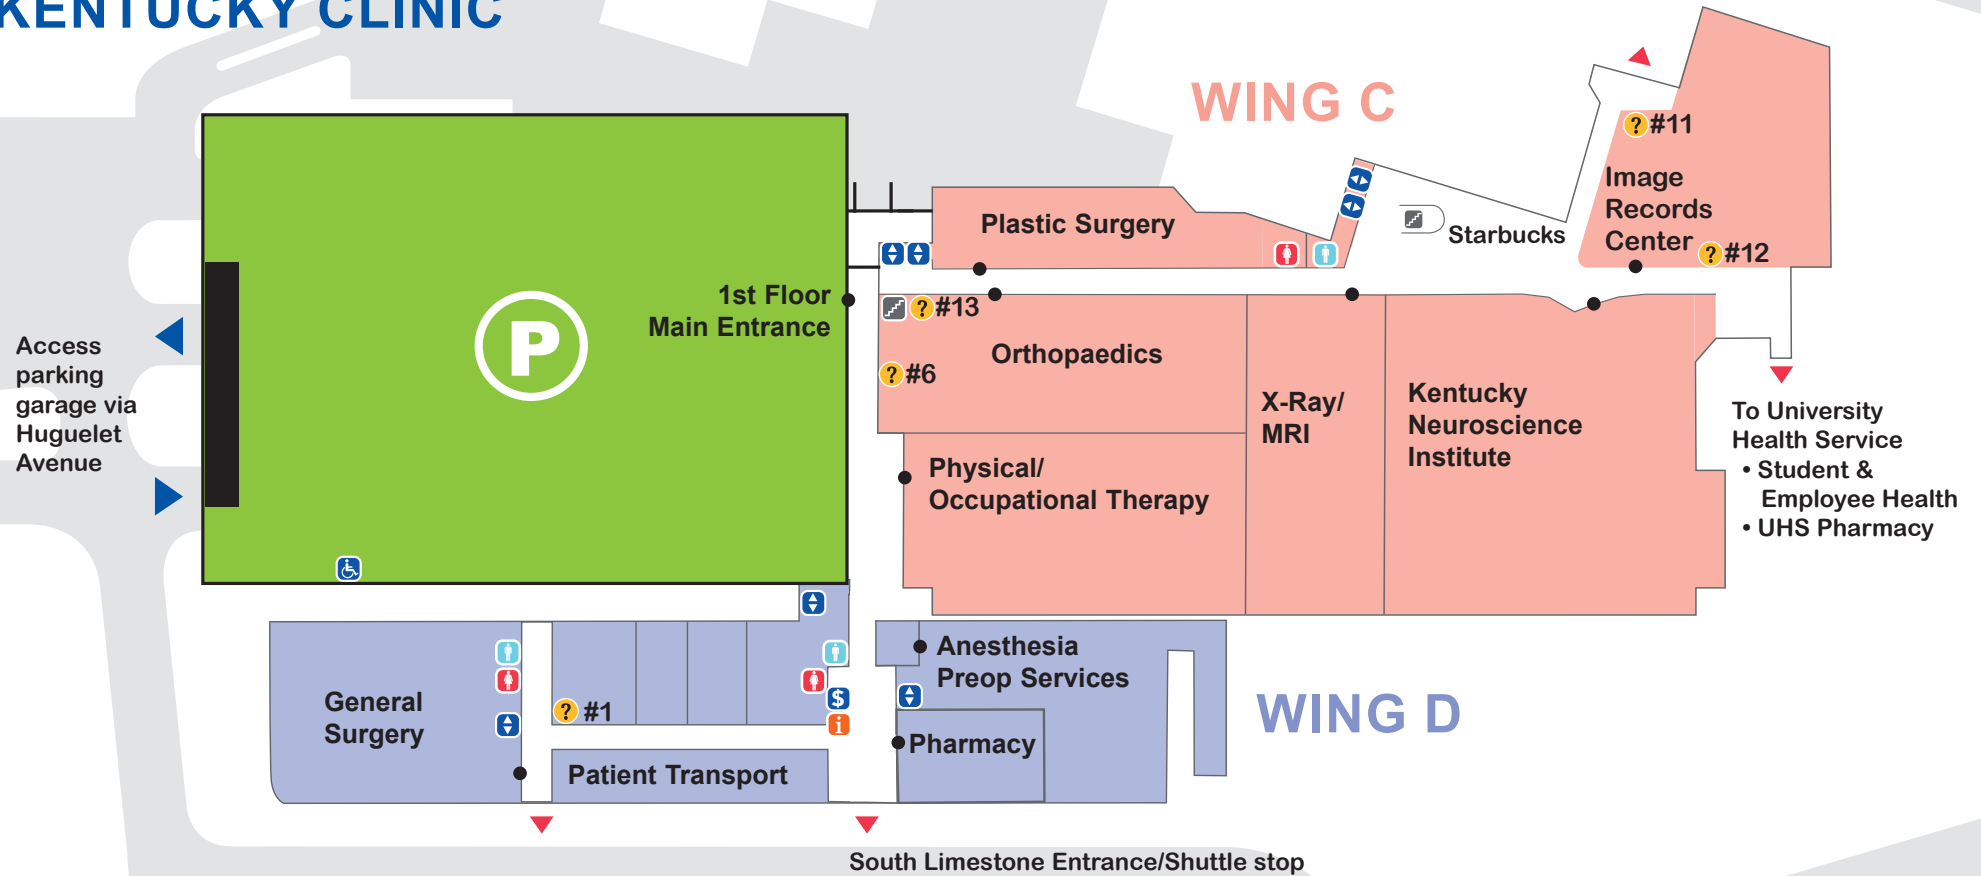 KENTUCKY CLINIC
WING C
#11
Image
Records
Center
#12
Plastic Surgery
Starbucks
1st Floor
Main Entrance
P
#13
#6
Orthopaedics
X-Ray/
MRI
Kentucky
Neuroscience
Institute
Physical/
Occupational Therapy
Access
parking
garage via
Huguelet
Avenue
To University
Health Service
• Student &
Employee Health
• UHS Pharmacy
General
Surgery
#1
$
i
Patient Transport
Anesthesia
Preop Services
Pharmacy
WING D
South Limestone Entrance/Shuttle stop